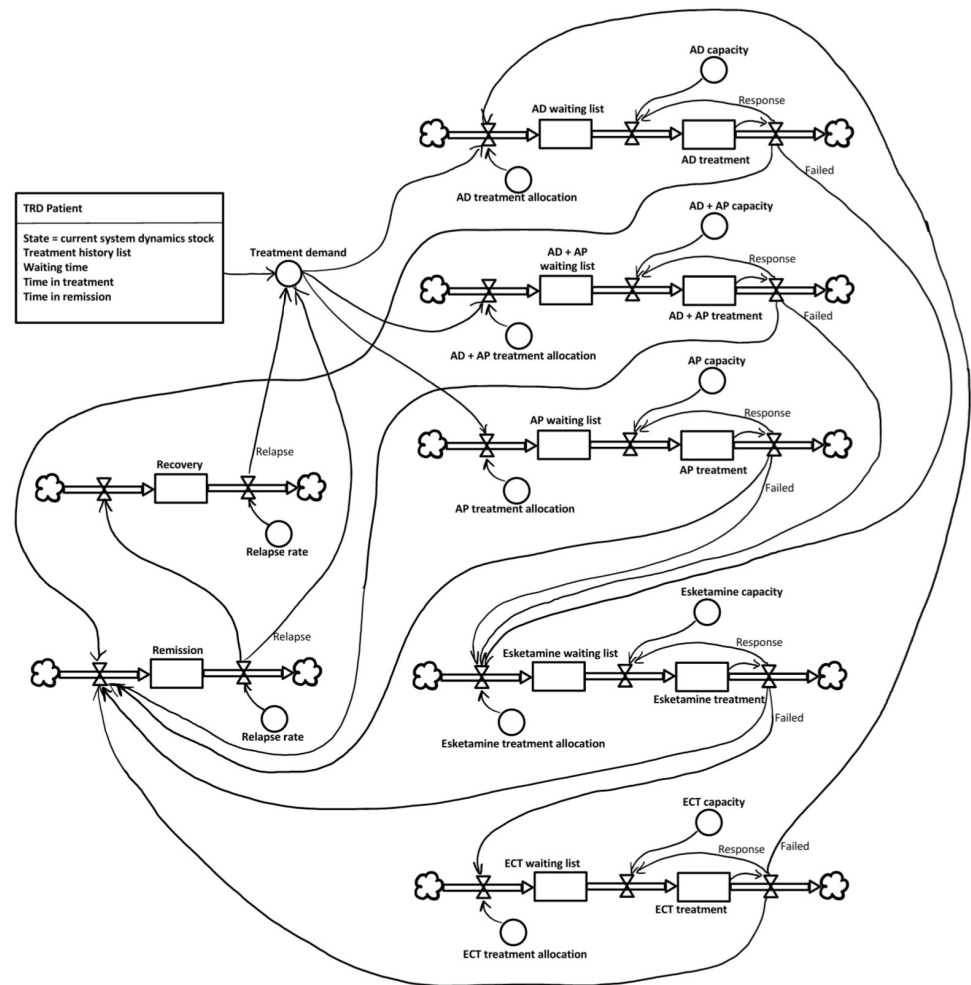 AD capacity
Response
AD waiting list
AD treatment
Failed
AD treatment allocation
TRD Patient
State = current system dynamics stock
Treatment history list
Waiting time
Time in treatment
Time in remission
Treatment demand
AD + AP capacity
AD + AP
waiting list
Response
AD + AP treatment
Failed
AD + AP treatment allocation
AP capacity
AP waiting list
Response
AP treatment
Failed
AP treatment allocation
Relapse
Recovery
Relapse rate
Relapse
Remission
Relapse rate
Esketamine capacity
Response
Esketamine waiting list
Esketamine treatment
Failed
Esketamine treatment allocation
ECT capacity
Response
Failed
ECT waiting list
ECT treatment
ECT treatment allocation